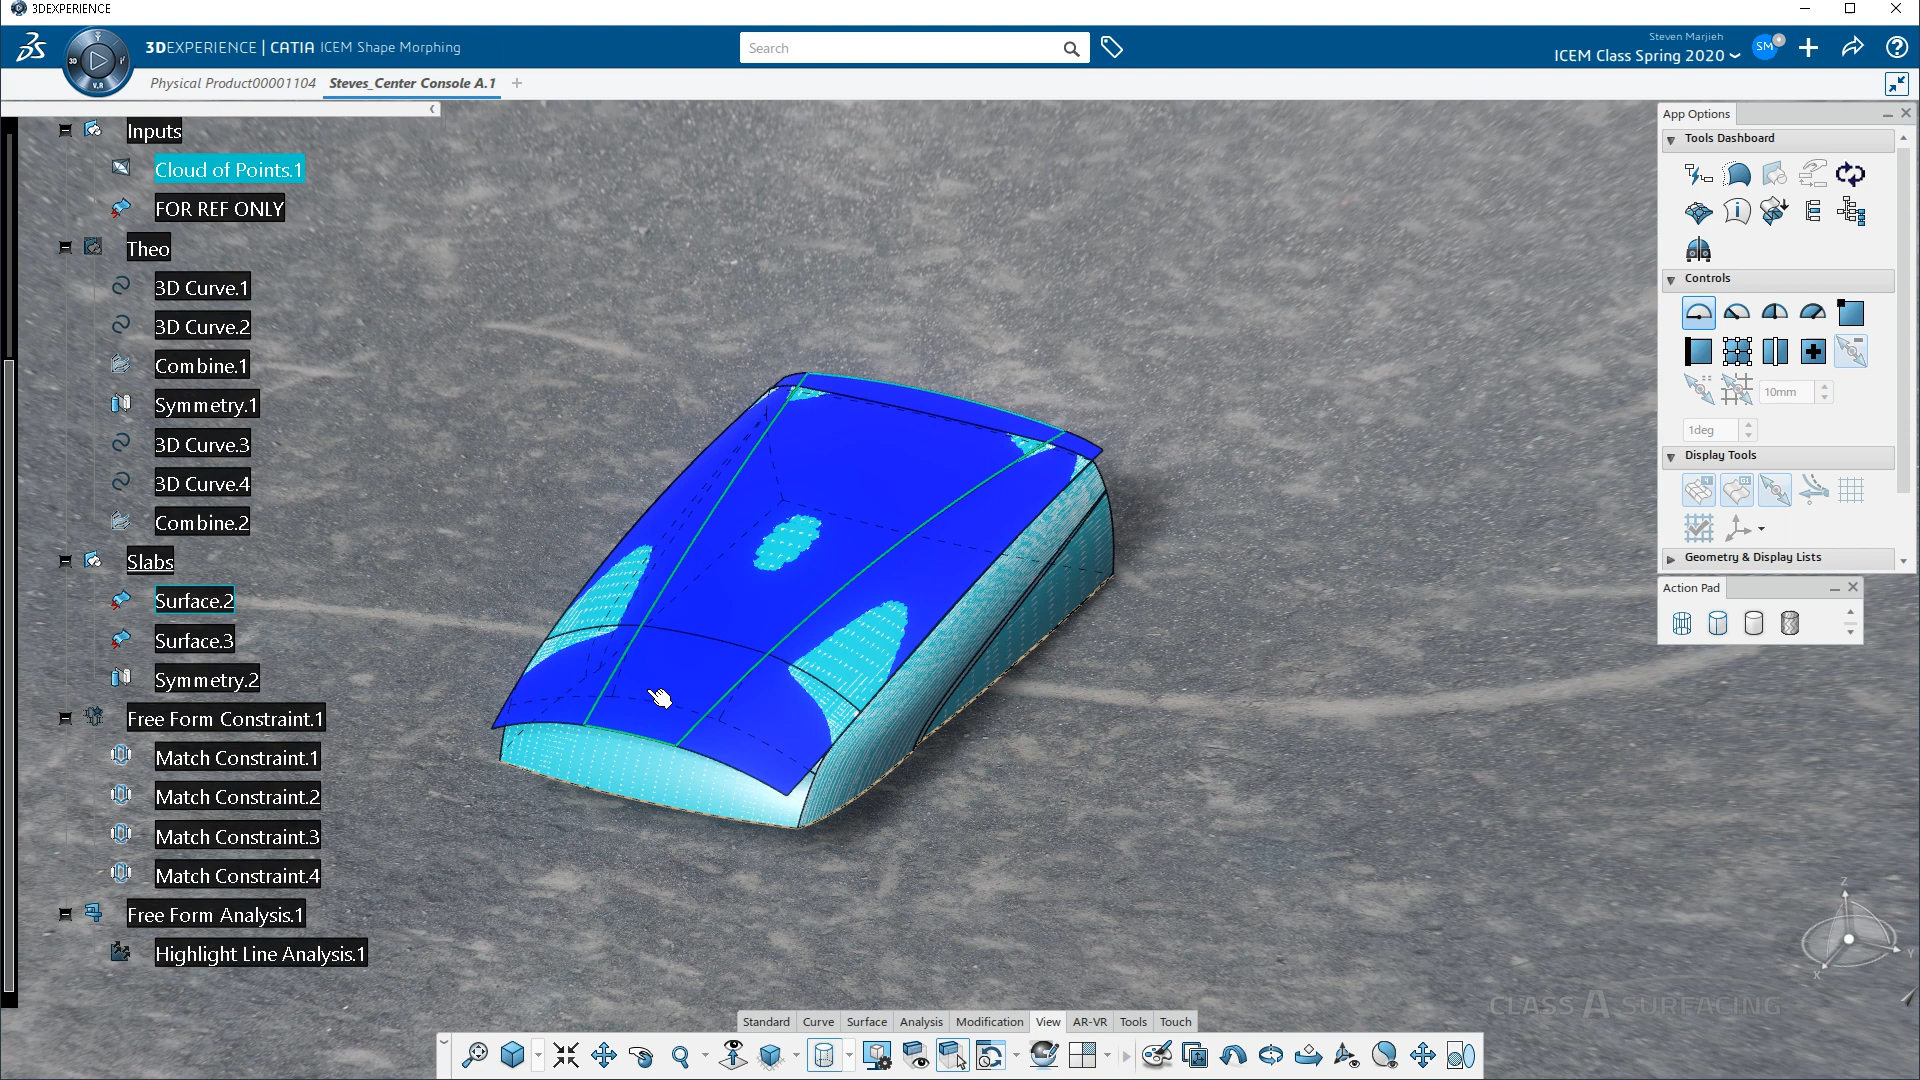 3DEXPERIENCE
3DEXPERIENCE | CATIA ICEM Shape Morphing
Search
Steven Marjieh
ICEM Class Spring 2020
SM
3D
V.R
Physical Product00001104
Steves_Center Console A.1
Inputs
Cloud of Points.1
FOR REF ONLY
Theo
3D Curve.1
3D Curve.2
Combine.1
Symmetry.1
3D Curve.3
3D Curve.4
Combine.2
Slabs
Surface.2
Surface.3
Symmetry.2
Free Form Constraint.1
Match Constraint.1
Match Constraint.2
Match Constraint.3
Match Constraint.4
Free Form Analysis.1
Highlight Line Analysis.1
App Options
Tools Dashboard
Controls
10mm
1deg
Display Tools
Geometry & Display Lists
Action Pad
Z
Y
X
CLASS A SURFACING
Standard Curve Surface Analysis Modification View AR-VR Tools Touch